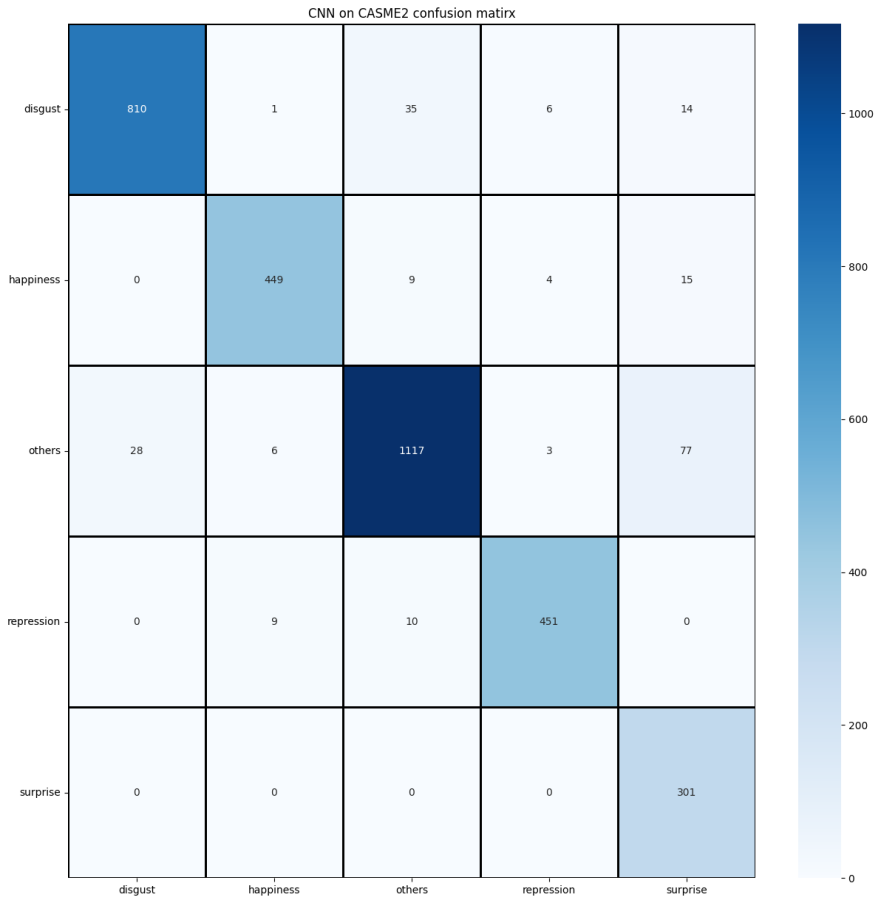 CNN on CASME2 confusion matirx
disgust 810 1 35 6 14
happiness 0 449 9 4 15
others 28 6 1117 3 77
repression 0 9 10 451 0
surprise 0 0 0 0 301
disgust happiness others repression surprise
1000
800
600
400
200
0